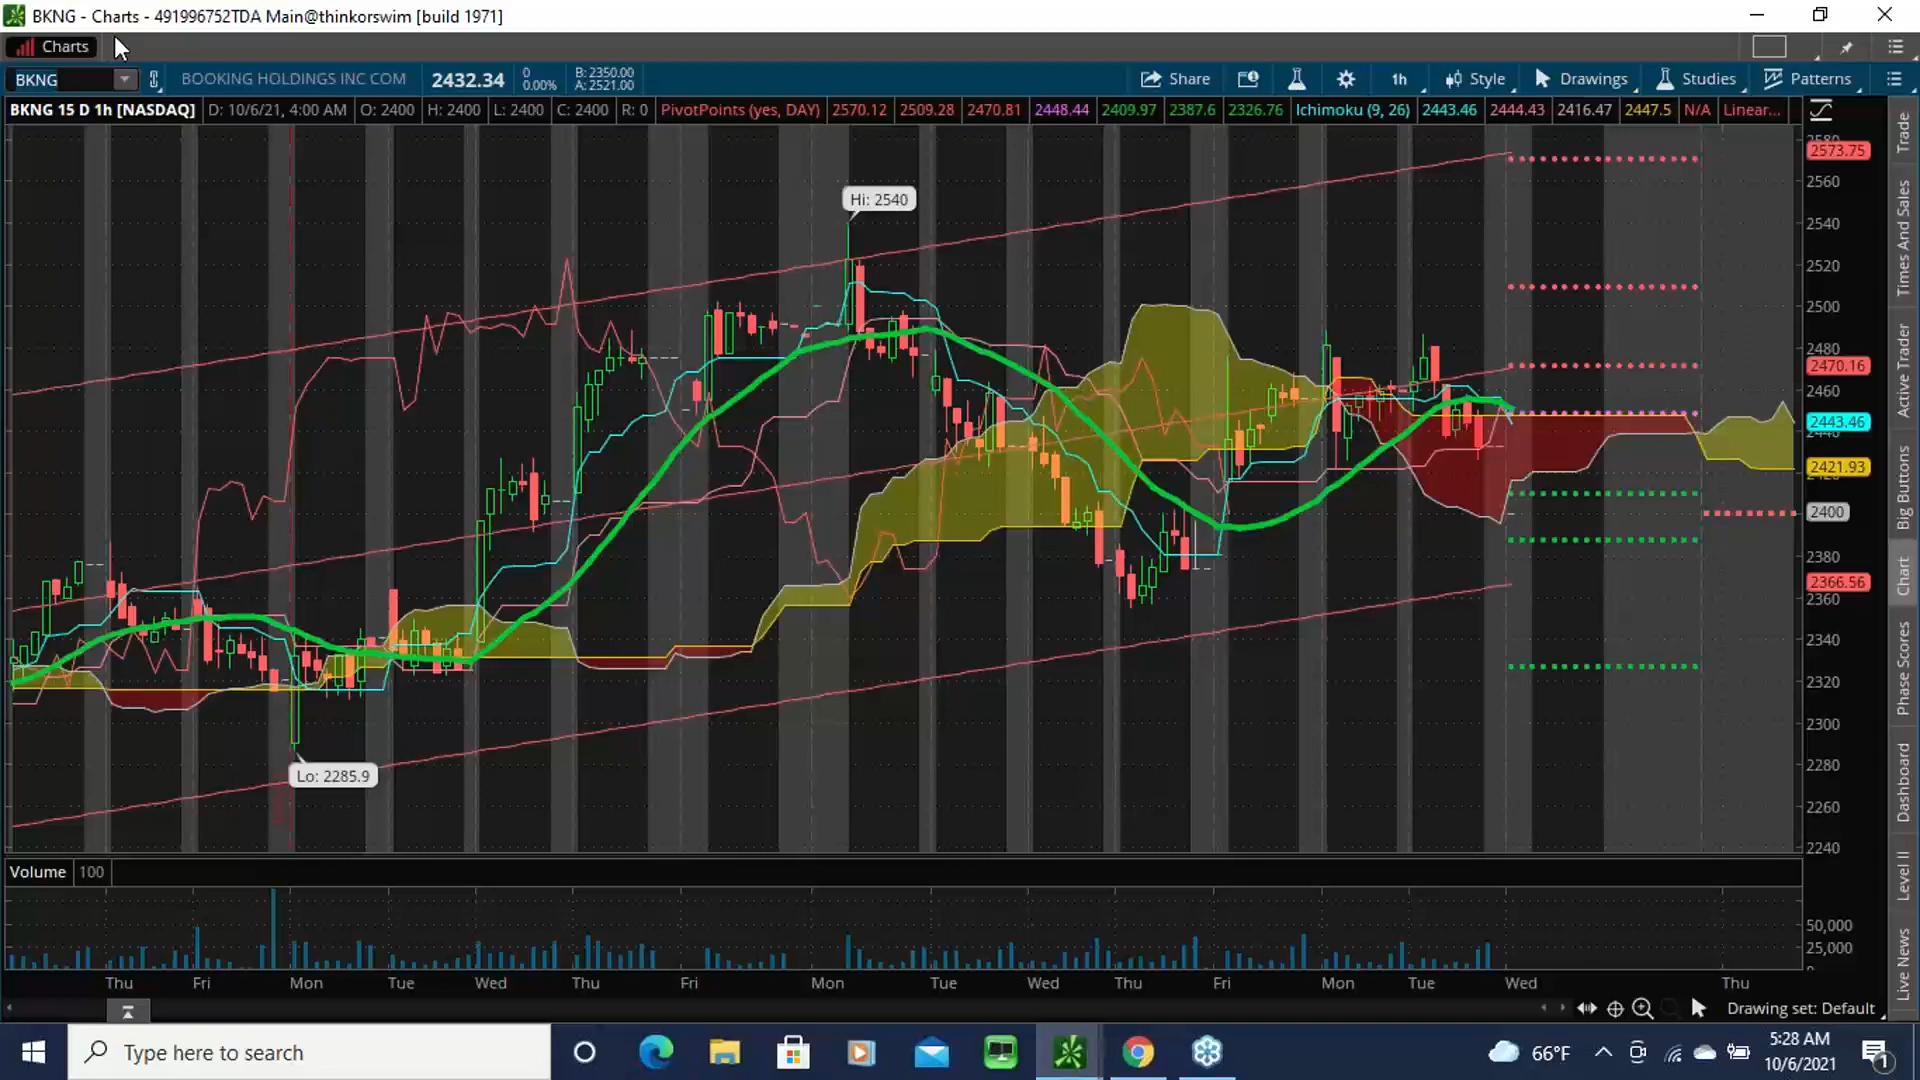 BKNG - Charts - 491996752TDA Main@thinkorswim [build 1971]
Charts
BKNG BOOKING HOLDINGS INC COM 2432.34 0 0.00% B: 2350.00 A: 2521.00 Share 1h Style Drawings Studies Patterns
BKNG 15 D 1h [NASDAQ] D: 10/6/21, 4:00 AM O: 2400 H: 2400 L: 2400 C: 2400 R: 0 PivotPoints (yes, DAY) 2570.12 2509.28 2470.81 2448.44 2409.97 2387.6 2326.76 Ichimoku (9, 26) 2443.46 2444.43 2416.47 2447.5 N/A Linear...
2573.75
2560
Hi: 2540
2540
2520
2500
2480
2470.16
2460
2443.46
2421.93
2400
2380
2366.56
2360
2340
2320
2300
Lo: 2285.9
2280
2260
2240
Trade
Times And Sales
Active Trader
Big Buttons
Chart
Phase Scores
Dashboard
Level II
Live News
Volume 100
50,000
25,000
Thu Fri Mon Tue Wed Thu Fri Mon Tue Wed Thu Fri Mon Tue Wed Thu
Drawing set: Default
Type here to search
66°F
5:28 AM
10/6/2021
1